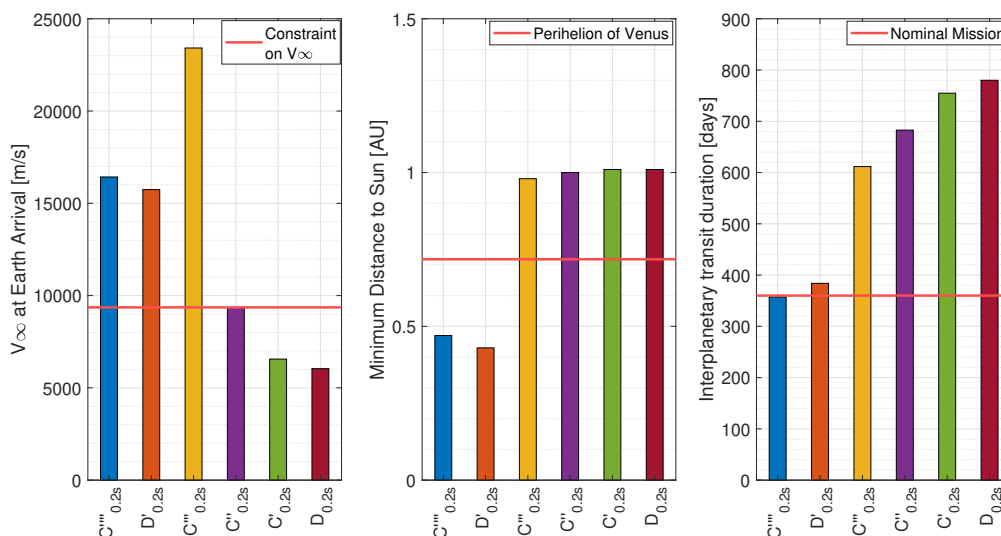 25000
20000
15000
10000
5000
0
V∞ at Earth Arrival [m/s]
Constraint
on V∞
C''''0.2s
D'0.2s
C'''0.2s
C''0.2s
C'0.2s
D0.2s
1.5
1
0.5
0
Minimum Distance to Sun [AU]
Perihelion of Venus
C''''0.2s
D'0.2s
C'''0.2s
C''0.2s
C'0.2s
D0.2s
900
800
700
600
500
400
300
200
100
0
Interplanetary transit duration [days]
Nominal Mission
C''''0.2s
D'0.2s
C'''0.2s
C''0.2s
C'0.2s
D0.2s